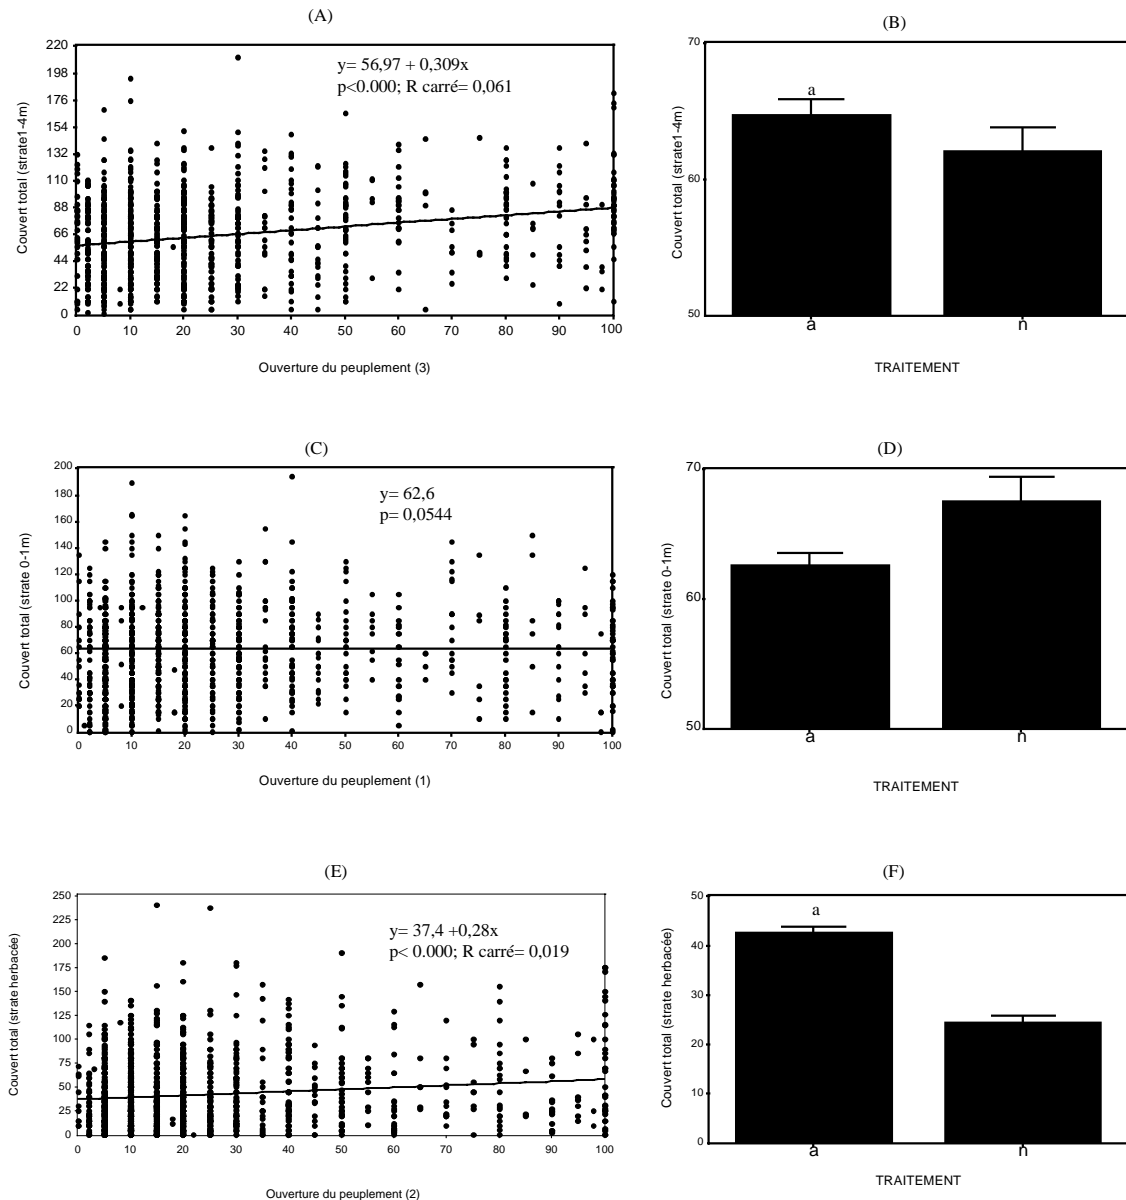 (A)
y= 56,97 + 0,309x
p<0.000; R carré= 0,061
Couvert total (strate1-4m)
220
198
176
154
132
110
88
66
44
22
0
0 10 20 30 40 50 60 70 80 90 100
Ouverture du peuplement (3)
(B)
Couvert total (strate1-4m)
70
60
50
a
a n
TRAITEMENT
(C)
y= 62,6
p= 0,0544
Couvert total (strate 0-1m)
200
180
160
140
120
100
80
60
40
20
0
0 10 20 30 40 50 60 70 80 90 100
Ouverture du peuplement (1)
(D)
Couvert total (strate 0-1m)
70
60
50
a n
TRAITEMENT
(E)
y= 37,4 +0,28x
p< 0.000; R carré= 0,019
Couvert total (strate herbacée)
250
225
200
175
150
125
100
75
50
25
0
0 10 20 30 40 50 60 70 80 90 100
Ouverture du peuplement (2)
(F)
Couvert total (strate herbacée)
50
40
30
20
10
0
a
a n
TRAITEMENT